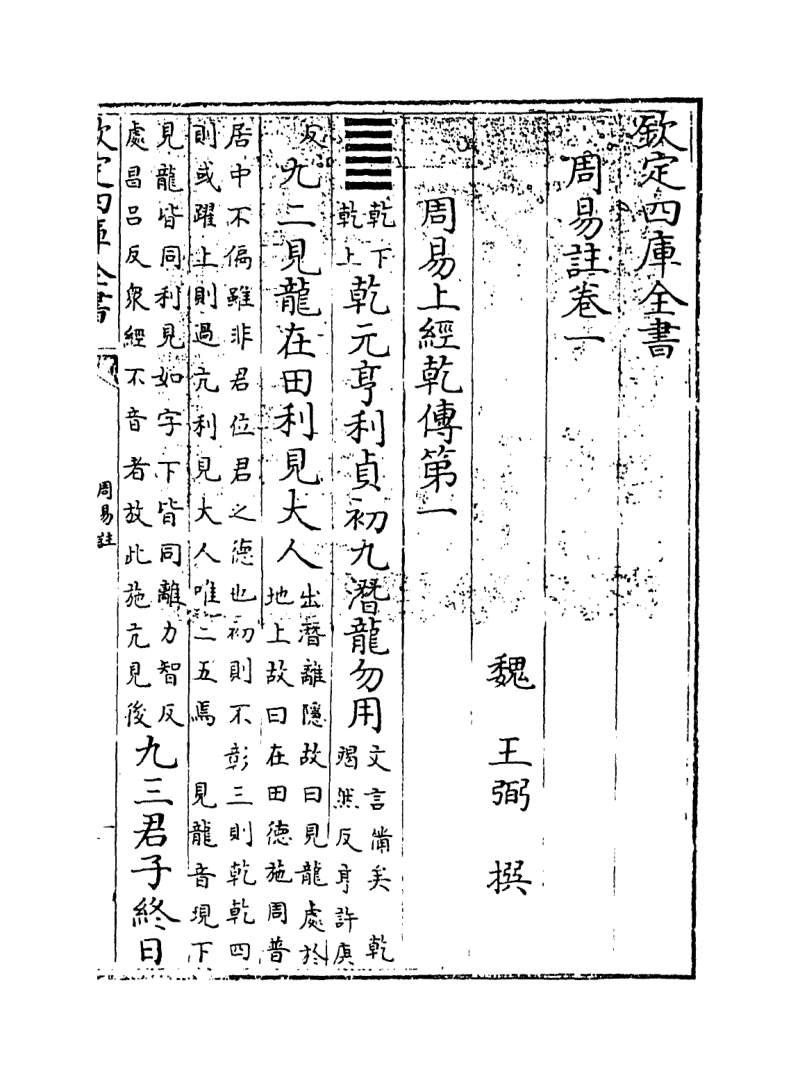 欽定四庫全書
周易註卷一
魏 王弼 撰
周易上經乾傳第一
䷀
乾下
乾上
乾元亨利貞初九潛龍勿用
文言備矣 乾
竭然反亨許庚
反
九二見龍在田利見大人
出潛離隱故曰見龍處於
地上故曰在田德施周普
居中不偏雖非君位君之德也初則不彰三則乾乾四
則或躍上則過亢利見大人唯二五焉 見龍音現下
見龍皆同利見如字下皆同離力智反
處昌呂反衆經不音者放此施亢見後
九三君子終日
欽定四庫全書
周易註